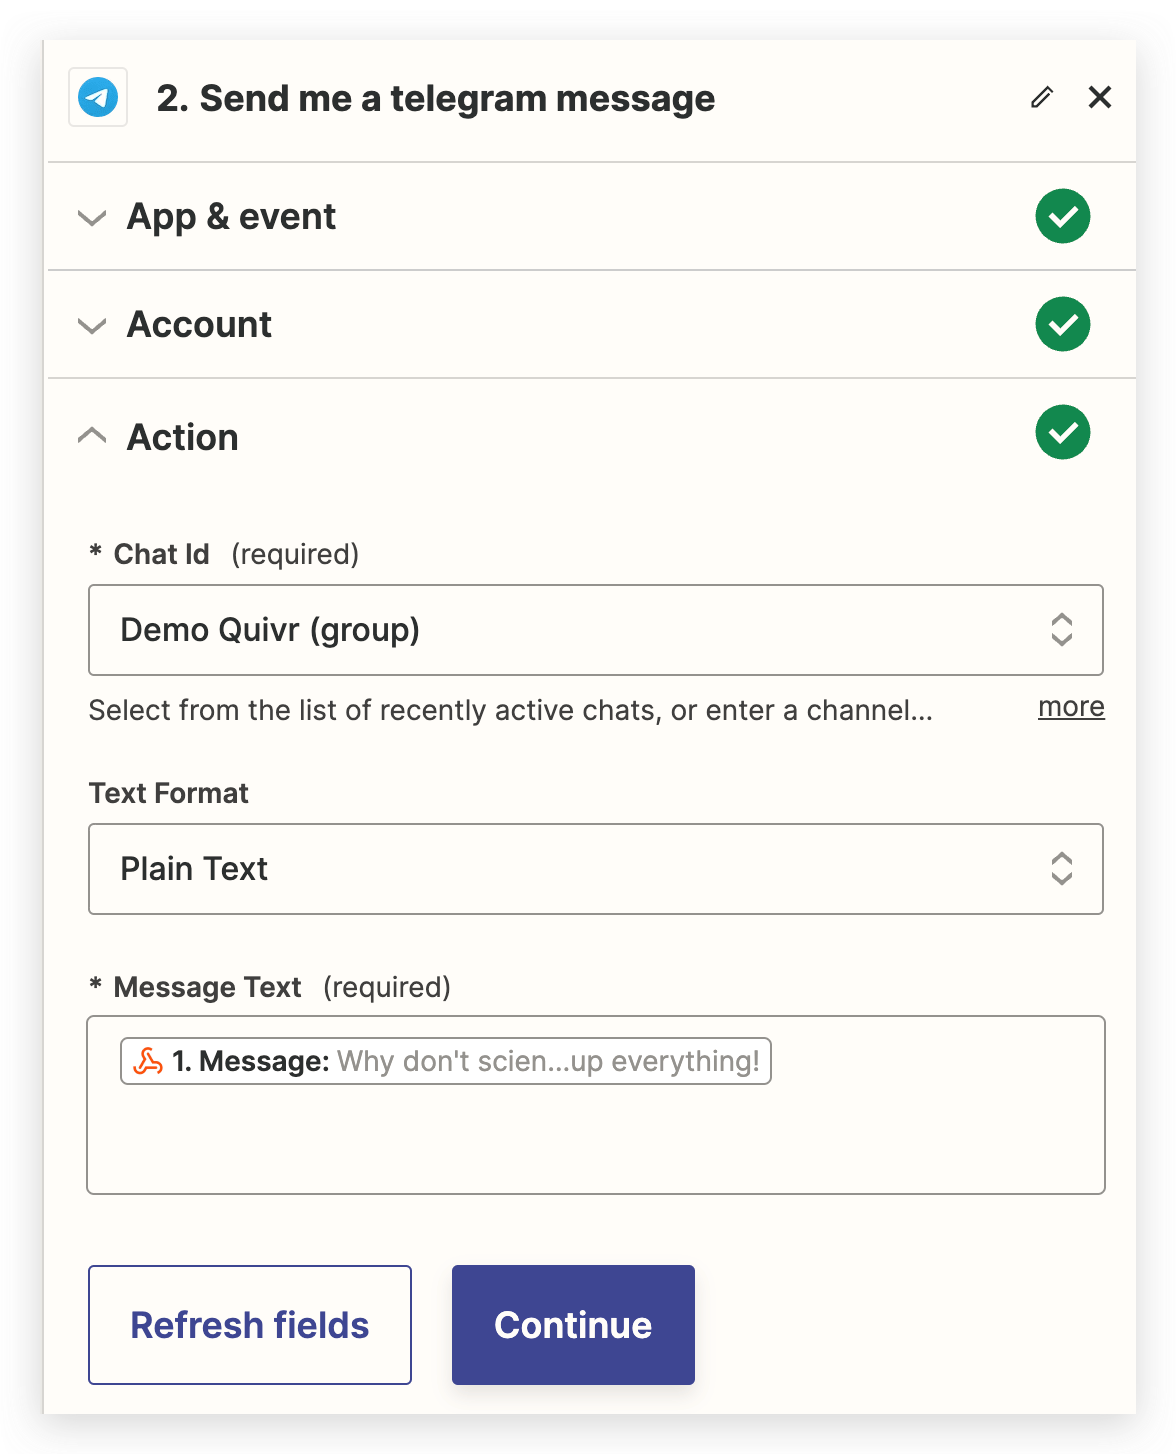 2. Send me a telegram message
App & event
Account
Action
* Chat Id (required)
Demo Quivr (group)
Select from the list of recently active chats, or enter a channel...
more
Text Format
Plain Text
* Message Text (required)
1. Message: Why don't scien...up everything!
Refresh fields
Continue